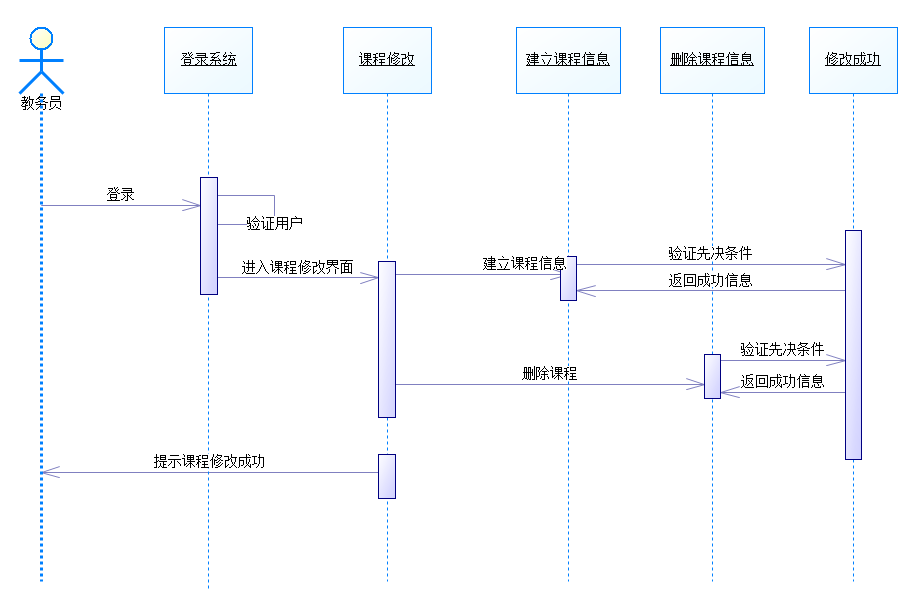 登录系统
课程修改
建立课程信息
删除课程信息
修改成功
教务员
登录
验证用户
进入课程修改界面
建立课程信息
验证先决条件
返回成功信息
验证先决条件
删除课程
返回成功信息
提示课程修改成功